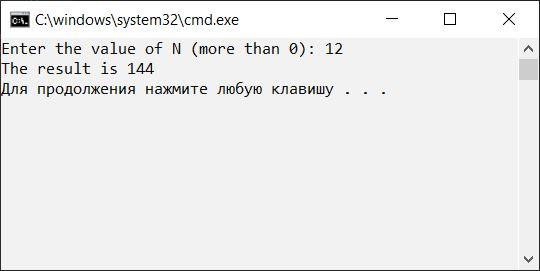 C:\windows\system32\cmd.exe
Enter the value of N (more than 0): 12
The result is 144
Для продолжения нажмите любую клавишу . . .